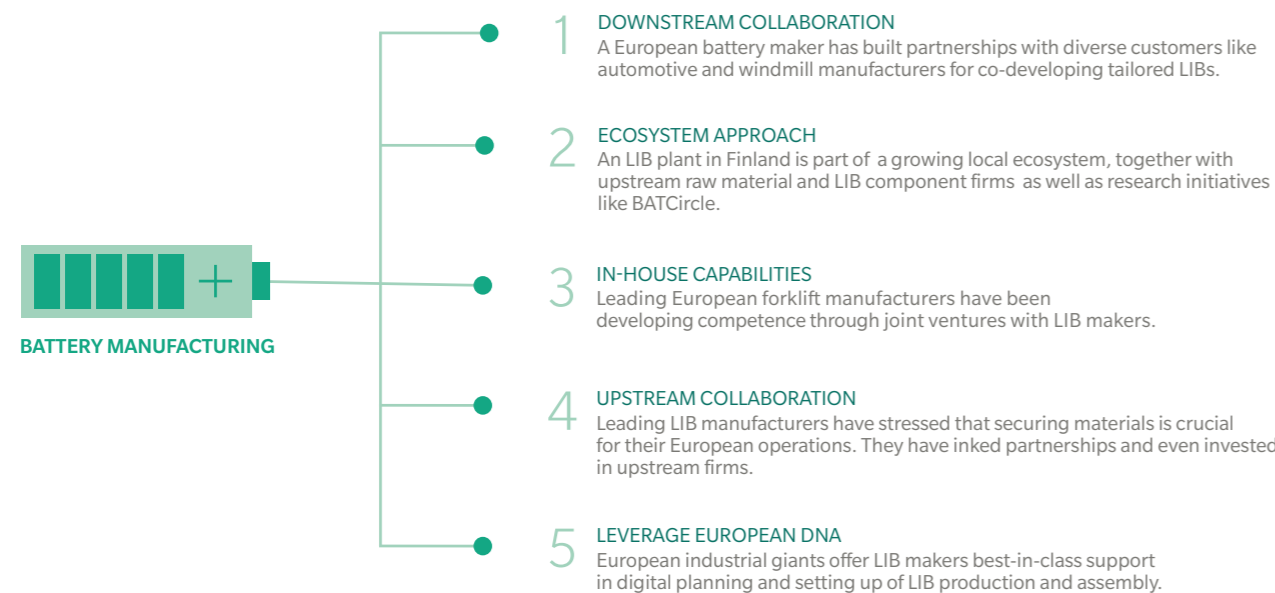 1
DOWNSTREAM COLLABORATION
A European battery maker has built partnerships with diverse customers like
automotive and windmill manufacturers for co-developing tailored LIBs.
2
ECOSYSTEM APPROACH
An LIB plant in Finland is part of a growing local ecosystem, together with
upstream raw material and LIB component firms as well as research initiatives
like BATCircle.
BATTERY MANUFACTURING
3
IN-HOUSE CAPABILITIES
Leading European forklift manufacturers have been
developing competence through joint ventures with LIB makers.
4
UPSTREAM COLLABORATION
Leading LIB manufacturers have stressed that securing materials is crucial
for their European operations. They have inked partnerships and even invested
in upstream firms.
5
LEVERAGE EUROPEAN DNA
European industrial giants offer LIB makers best-in-class support
in digital planning and setting up of LIB production and assembly.